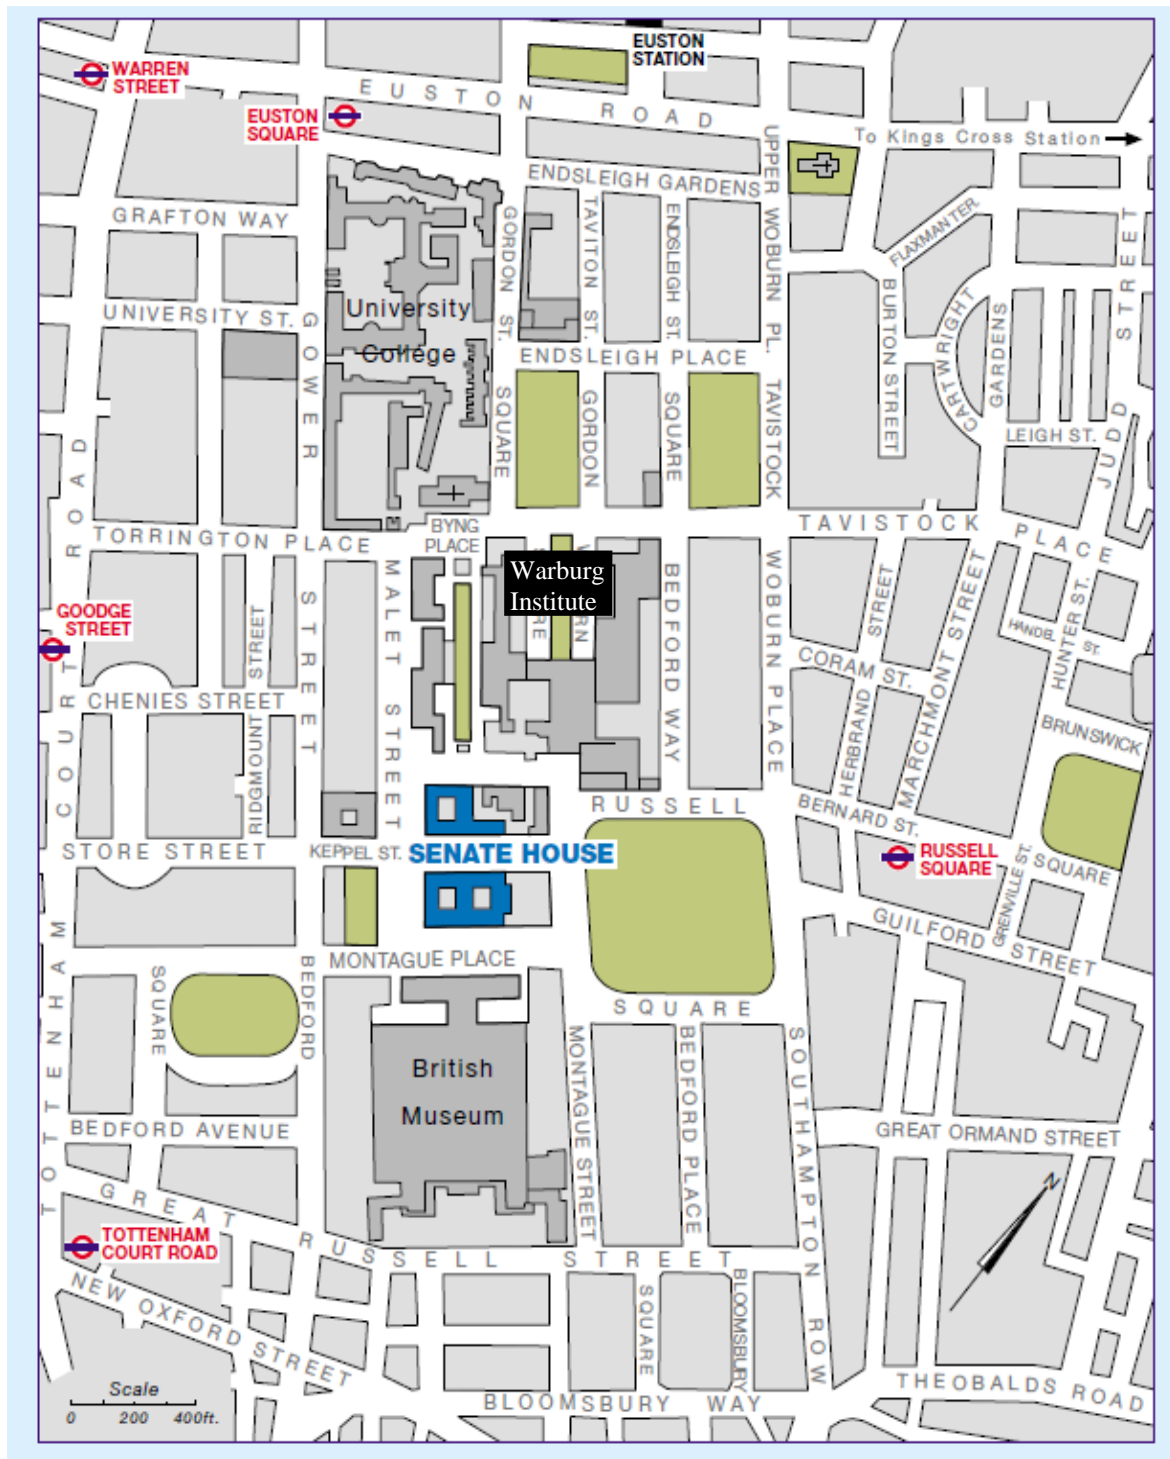 EUSTON
STATION
WARREN
STREET
EUSTON
SQUARE
EUSTON ROAD
To Kings Cross Station
UPPER WOBURN PL.
ENDSLEIGH GARDENS
GRAFTON WAY
GORDON ST.
TAVITON ST.
ENDSLEIGH ST.
FLAXMAN TER.
BURTON STREET
CARTWRIGHT
GARDENS
JUDD STREET
UNIVERSITY ST.
University
College
GOWER
STREET
ENDSLEIGH PLACE
SQUARE
GORDON
SQUARE
TAVISTOCK
LEIGH ST.
JUDD
TAVISTOCK PLACE
BYNG
PLACE
TORRINGTON PLACE
Warburg
Institute
RE
RN
MALET STREET
BEDFORD WAY
WOBURN PLACE
HERBRAND
STREET
MARCHMONT STREET
HUNTER ST.
HANDEL ST.
CORAM ST.
GOODGE
STREET
TOTTENHAM COURT ROAD
CHENIES STREET
RIDGMOUNT
STREET
BRUNSWICK
SQUARE
BERNARD ST.
RUSSELL
SQUARE
RUSSELL
SQUARE
STORE STREET
KEPPEL ST.
SENATE HOUSE
GRENVILLE ST.
GUILFORD STREET
MONTAGUE PLACE
BEDFORD
SQUARE
British
Museum
MONTAGUE STREET
BEDFORD PLACE
SOUTHAMPTON ROW
BEDFORD AVENUE
GREAT ORMAND STREET
N
GREAT RUSSELL STREET
TOTTENHAM
COURT ROAD
NEW OXFORD STREET
SQUARE
BLOOMSBURY
BLOOMSBURY WAY
THEOBALDS ROAD
Scale
0 200 400ft.